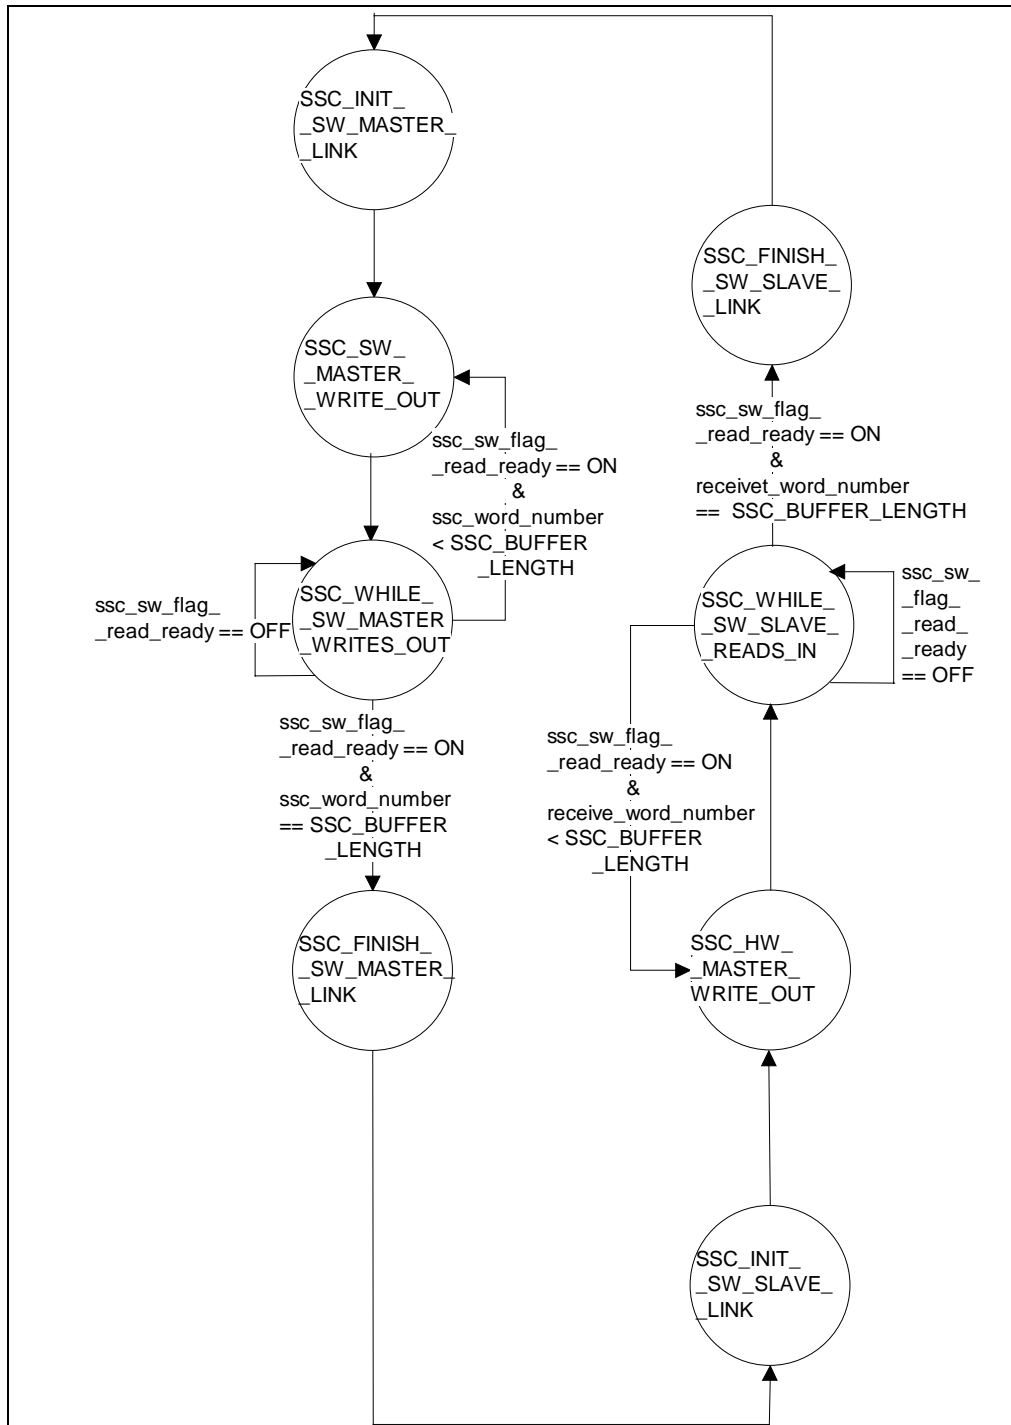 SSC_INIT_
_SW_MASTER_
_LINK
SSC_SW_
_MASTER_
_WRITE_OUT
ssc_sw_flag_
_read_ready == ON
&
ssc_word_number
< SSC_BUFFER
_LENGTH
SSC_WHILE_
_SW_MASTER
_WRITES_OUT
ssc_sw_flag_
_read_ready == OFF
ssc_sw_flag_
_read_ready == ON
&
ssc_word_number
== SSC_BUFFER
_LENGTH
SSC_FINISH_
_SW_MASTER_
_LINK
SSC_FINISH_
_SW_SLAVE_
_LINK
ssc_sw_flag_
_read_ready == ON
&
receivet_word_number
== SSC_BUFFER_LENGTH
SSC_WHILE_
_SW_SLAVE_
_READS_IN
ssc_sw_
_flag_
_read_
_ready
== OFF
ssc_sw_flag_
_read_ready == ON
&
receive_word_number
< SSC_BUFFER
_LENGTH
SSC_HW_
_MASTER_
WRITE_OUT
SSC_INIT_
_SW_SLAVE_
_LINK